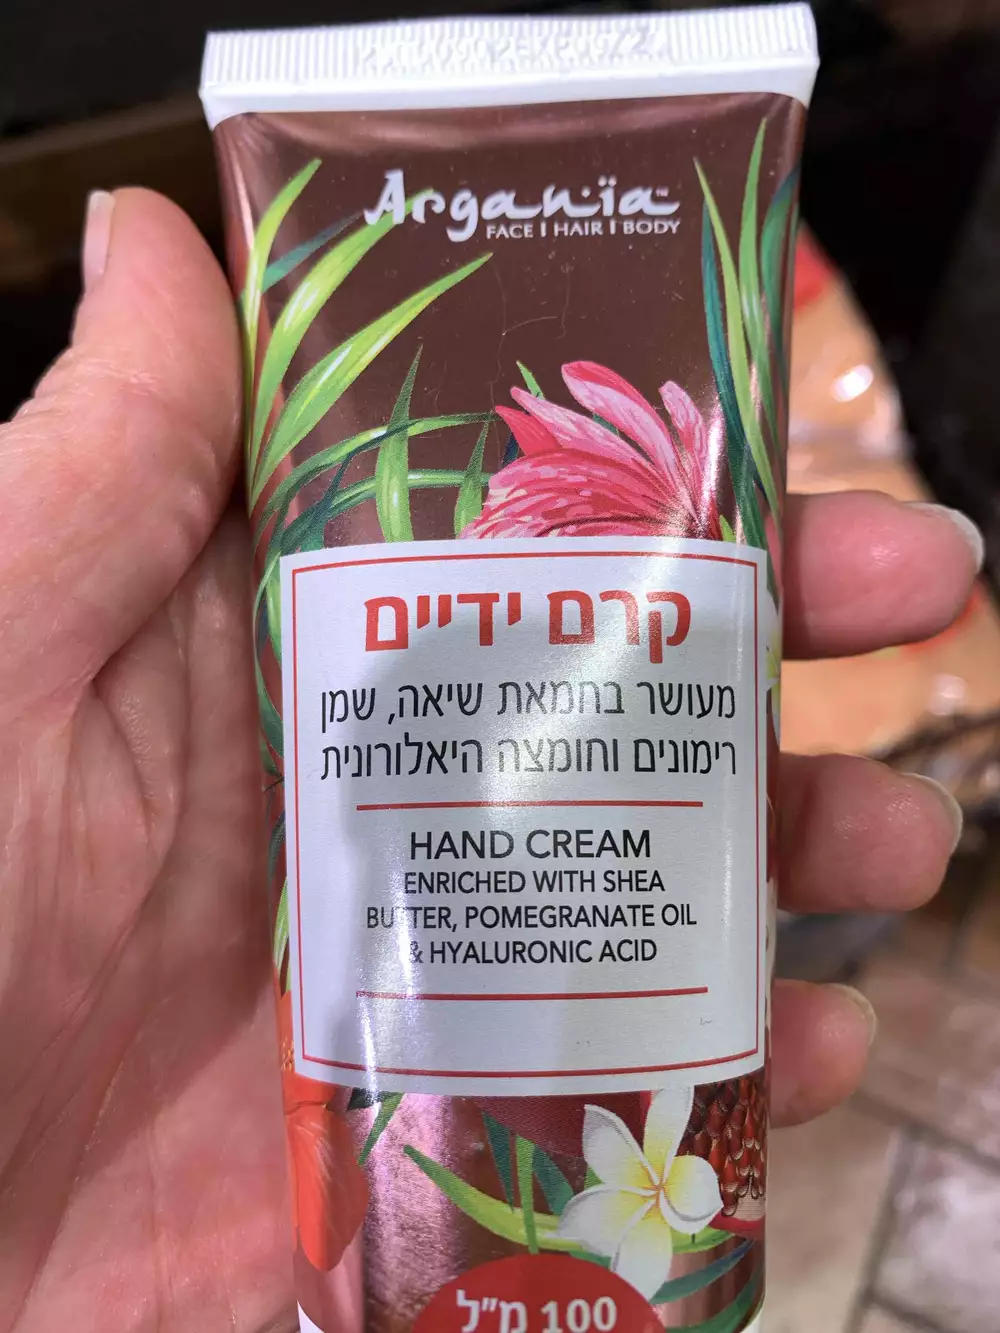 Arganïa™
FACE | HAIR | BODY
קרם ידיים
מעושר בחמאת שיאה, שמן
רימונים וחומצה היאלורונית
HAND CREAM
ENRICHED WITH SHEA
BUTTER, POMEGRANATE OIL
& HYALURONIC ACID
100 מ"ל